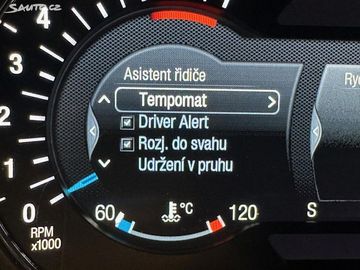 Sauto.cz
4
3
2
1
0
RPM
x1000
Asistent řidiče
Tempomat
Driver Alert
Rozj. do svahu
Udržení v pruhu
60
°C
120
S